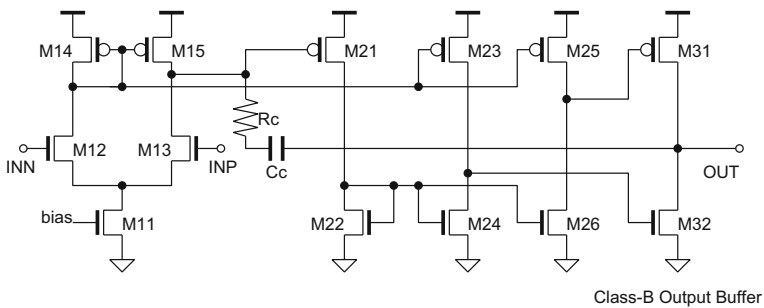 M14 M15 M21 M23 M25 M31
Rc
M12 M13
INN INP Cc OUT
bias M11 M22 M24 M26 M32
Class-B Output Buffer